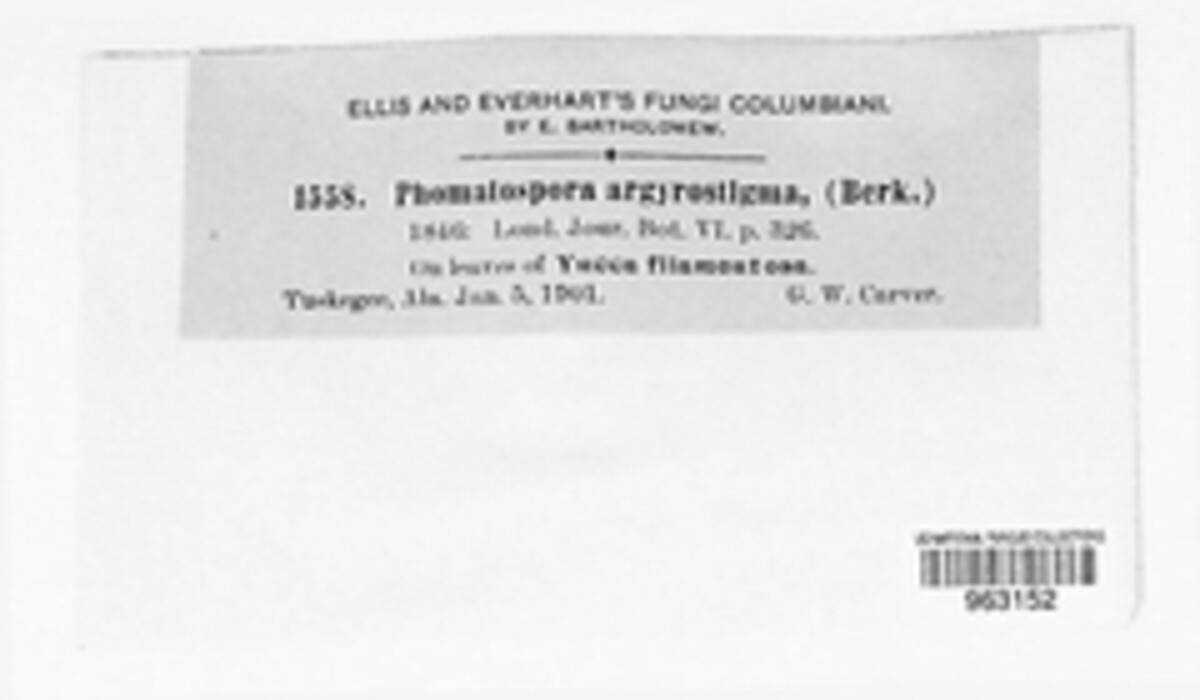 ELLIS AND EVERHART'S FUNGI COLUMBIANI.
BY E. BARTHOLOMEW.
1558. Phomatospora argyrostigma, (Berk.)
1846: Lond. Jour. Bot. VI, p. 326.
On leaves of Yucca filamentosa.
Tuskegee, Ala. Jan. 5, 1901. G. W. Carver.
963152